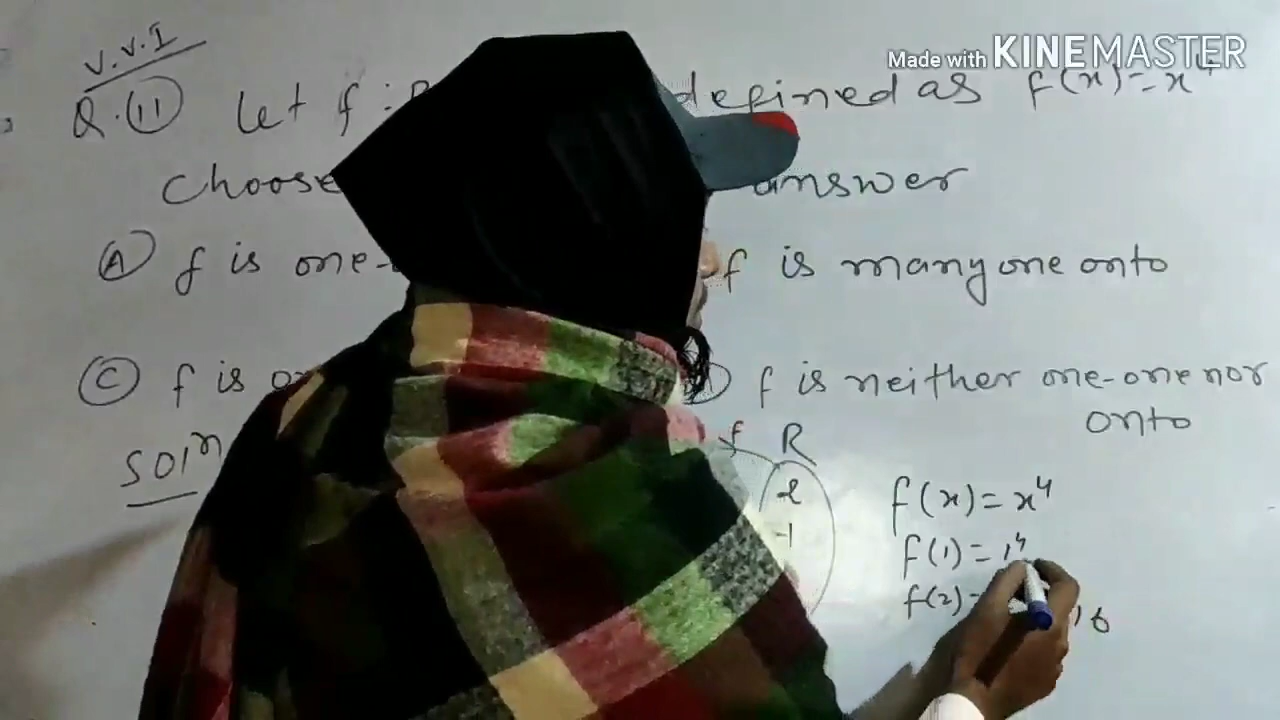 Made with KINEMASTER
V.V.I
Q.(11) Let f : defined as f(x) = x⁴
Choose answer
(A) f is one- f is many one onto
(C) f is f is neither one-one nor
onto
Solⁿ
f R
-1
f(x) = x⁴
f(1) = 1⁴
f(2) = 16